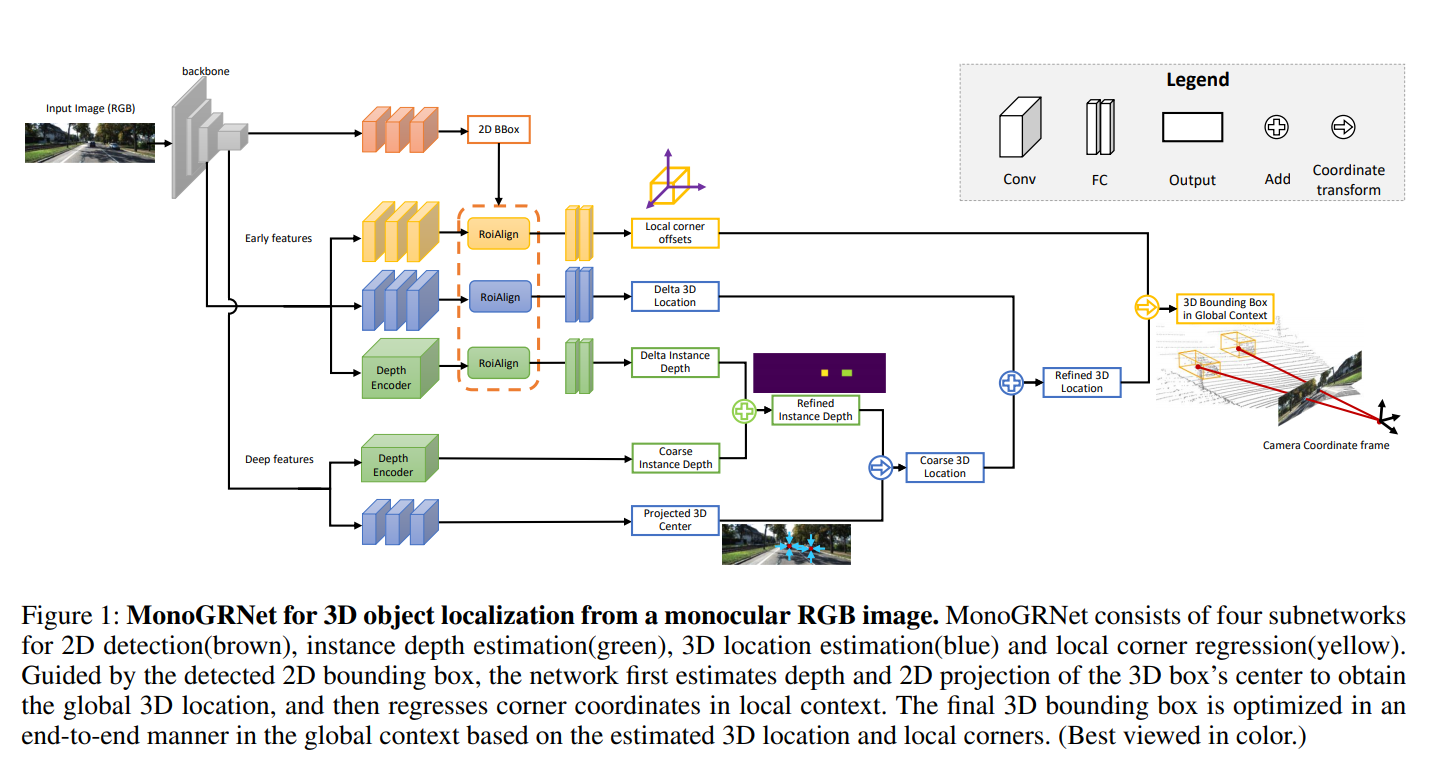 backbone
Input Image (RGB)
2D BBox
Legend
Conv
FC
Output
Add
Coordinate
transform
Early features
RoiAlign
Local corner
offsets
RoiAlign
Delta 3D
Location
Depth
Encoder
RoiAlign
Delta Instance
Depth
Refined
Instance Depth
3D Bounding Box
in Global Context
Refined 3D
Location
Camera Coordinate frame
Deep features
Depth
Encoder
Coarse
Instance Depth
Coarse 3D
Location
Projected 3D
Center
Figure 1: MonoGRNet for 3D object localization from a monocular RGB image. MonoGRNet consists of four subnetworks
for 2D detection(brown), instance depth estimation(green), 3D location estimation(blue) and local corner regression(yellow).
Guided by the detected 2D bounding box, the network first estimates depth and 2D projection of the 3D box's center to obtain
the global 3D location, and then regresses corner coordinates in local context. The final 3D bounding box is optimized in an
end-to-end manner in the global context based on the estimated 3D location and local corners. (Best viewed in color.)